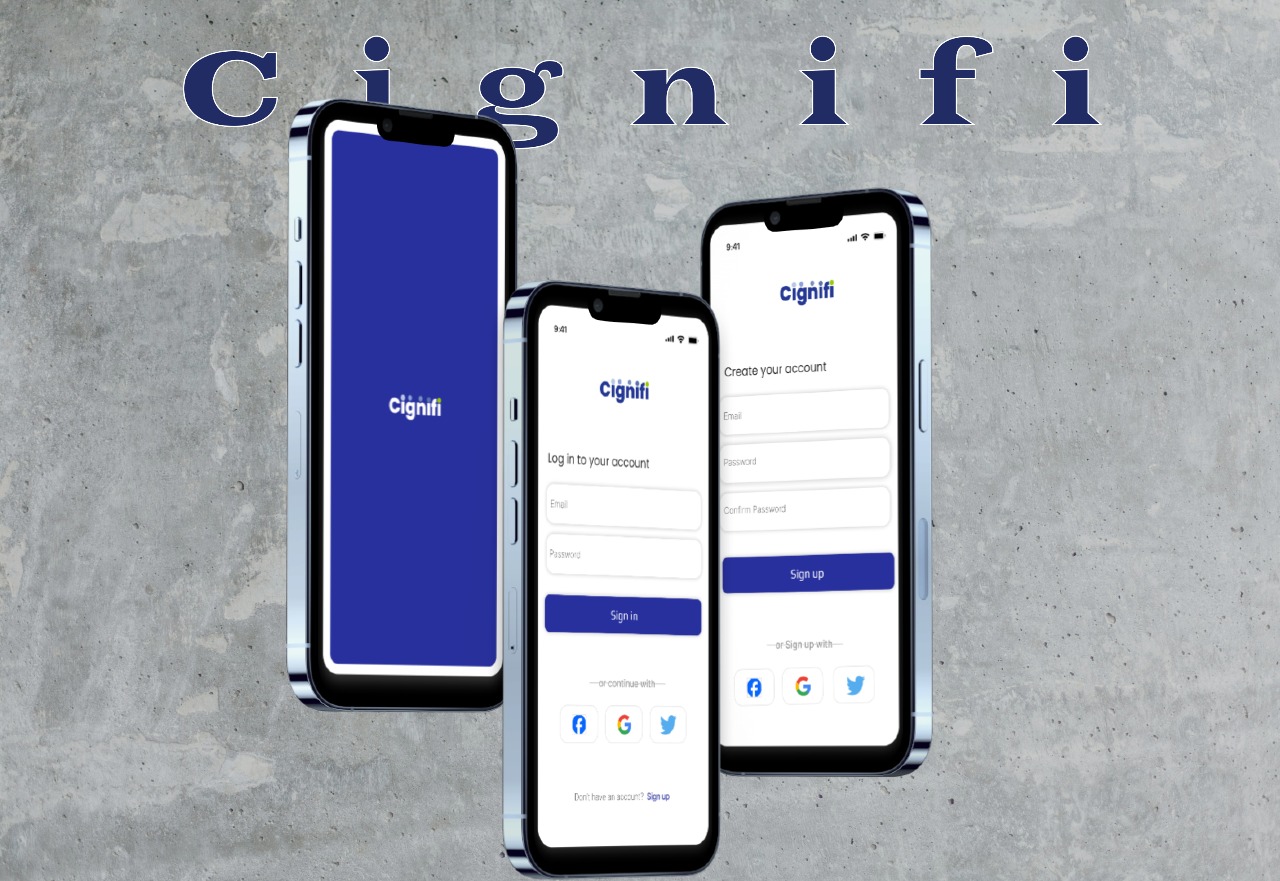 Cignifi
Cignifi
9:41
Cignifi
Log in to your account
Email
Password
Sign in
or continue with
Don't have an account? Sign up
9:41
Cignifi
Create your account
Email
Password
Confirm Password
Sign up
or Sign up with